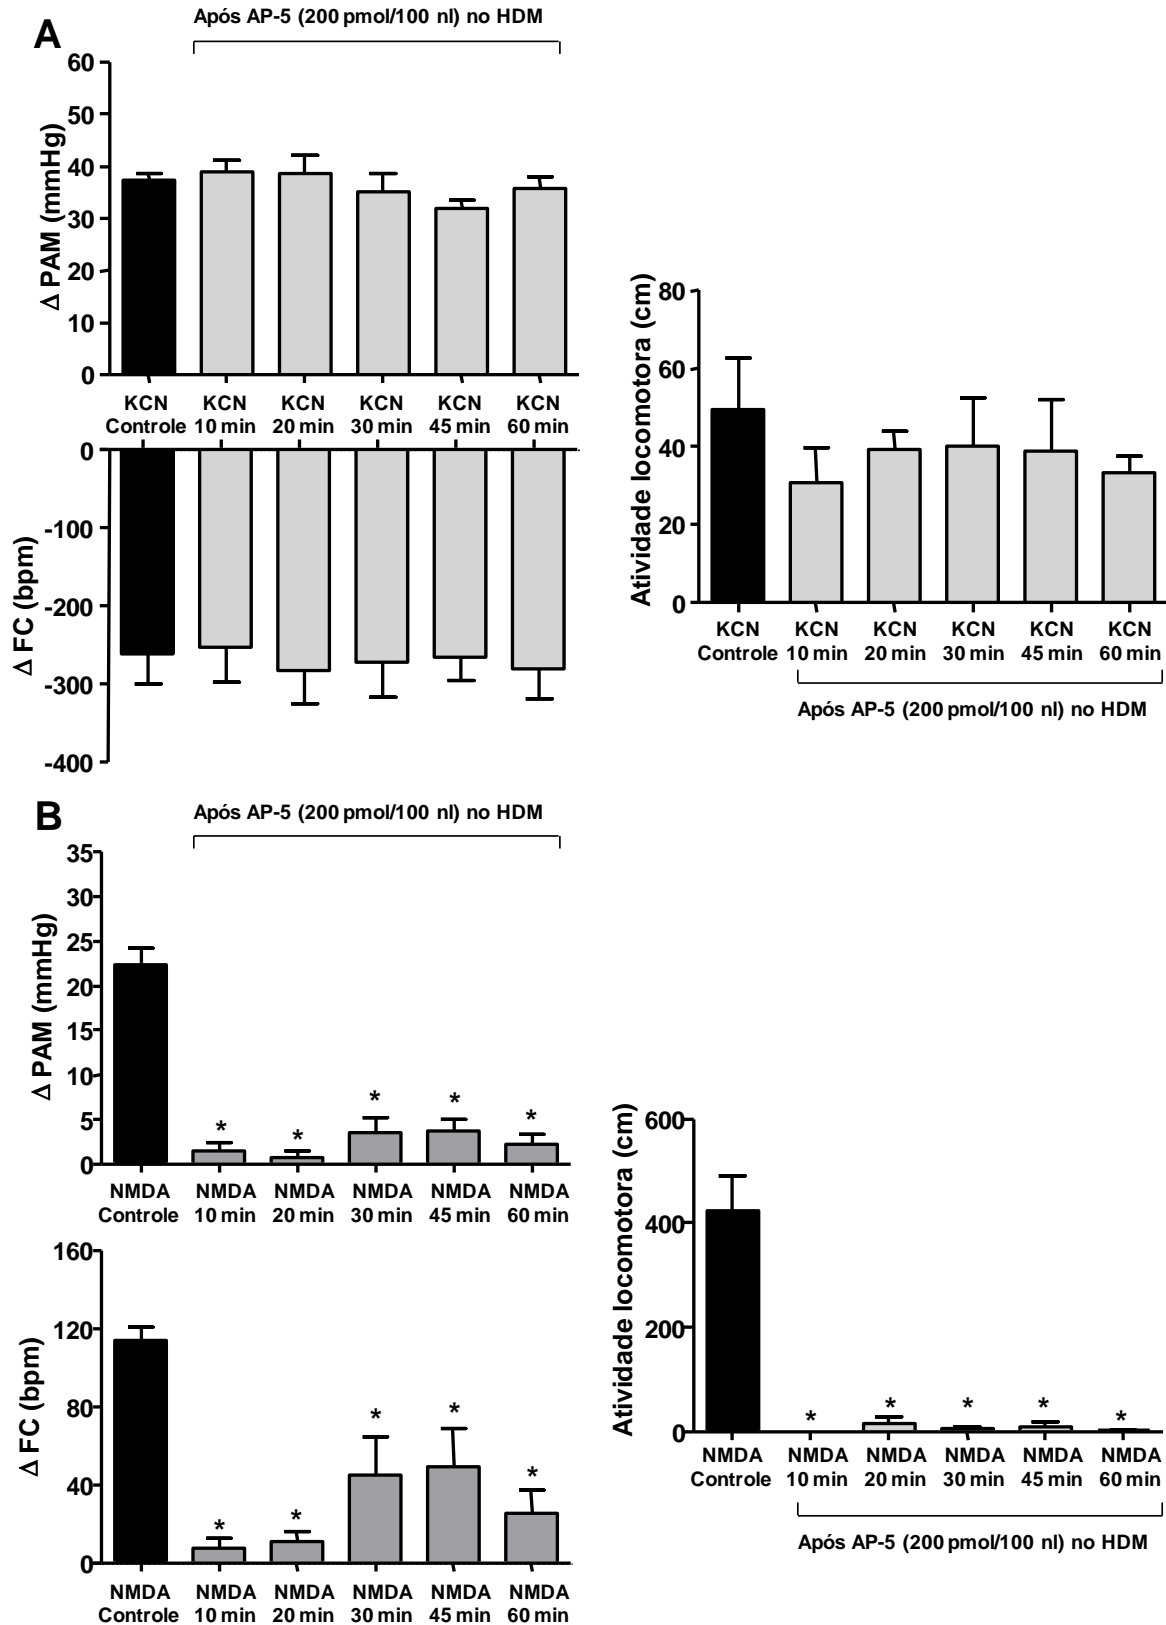 A
Após AP-5 (200 pmol/100 nl) no HDM
Δ PAM (mmHg)
60
50
40
30
20
10
0
KCN KCN KCN KCN KCN KCN
Controle 10 min 20 min 30 min 45 min 60 min
Δ FC (bpm)
0
-100
-200
-300
-400
Atividade locomotora (cm)
80
60
40
20
0
KCN KCN KCN KCN KCN KCN
Controle 10 min 20 min 30 min 45 min 60 min
Após AP-5 (200 pmol/100 nl) no HDM
B
Após AP-5 (200 pmol/100 nl) no HDM
Δ PAM (mmHg)
35
30
25
20
15
10
5
0
* * * * *
NMDA NMDA NMDA NMDA NMDA NMDA
Controle 10 min 20 min 30 min 45 min 60 min
Δ FC (bpm)
160
120
80
40
0
* * * * *
NMDA NMDA NMDA NMDA NMDA NMDA
Controle 10 min 20 min 30 min 45 min 60 min
Atividade locomotora (cm)
600
400
200
0
* * * * *
NMDA NMDA NMDA NMDA NMDA NMDA
Controle 10 min 20 min 30 min 45 min 60 min
Após AP-5 (200 pmol/100 nl) no HDM